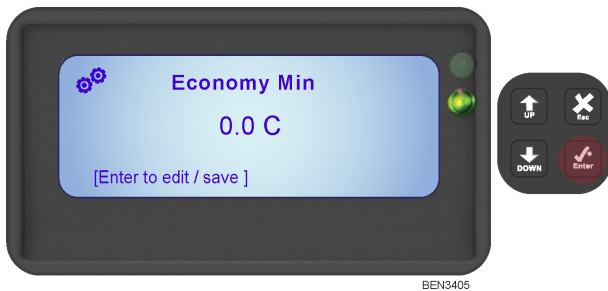 Economy Min
0.0 C
[Enter to edit / save ]
UP
Esc
DOWN
Enter
BEN3405